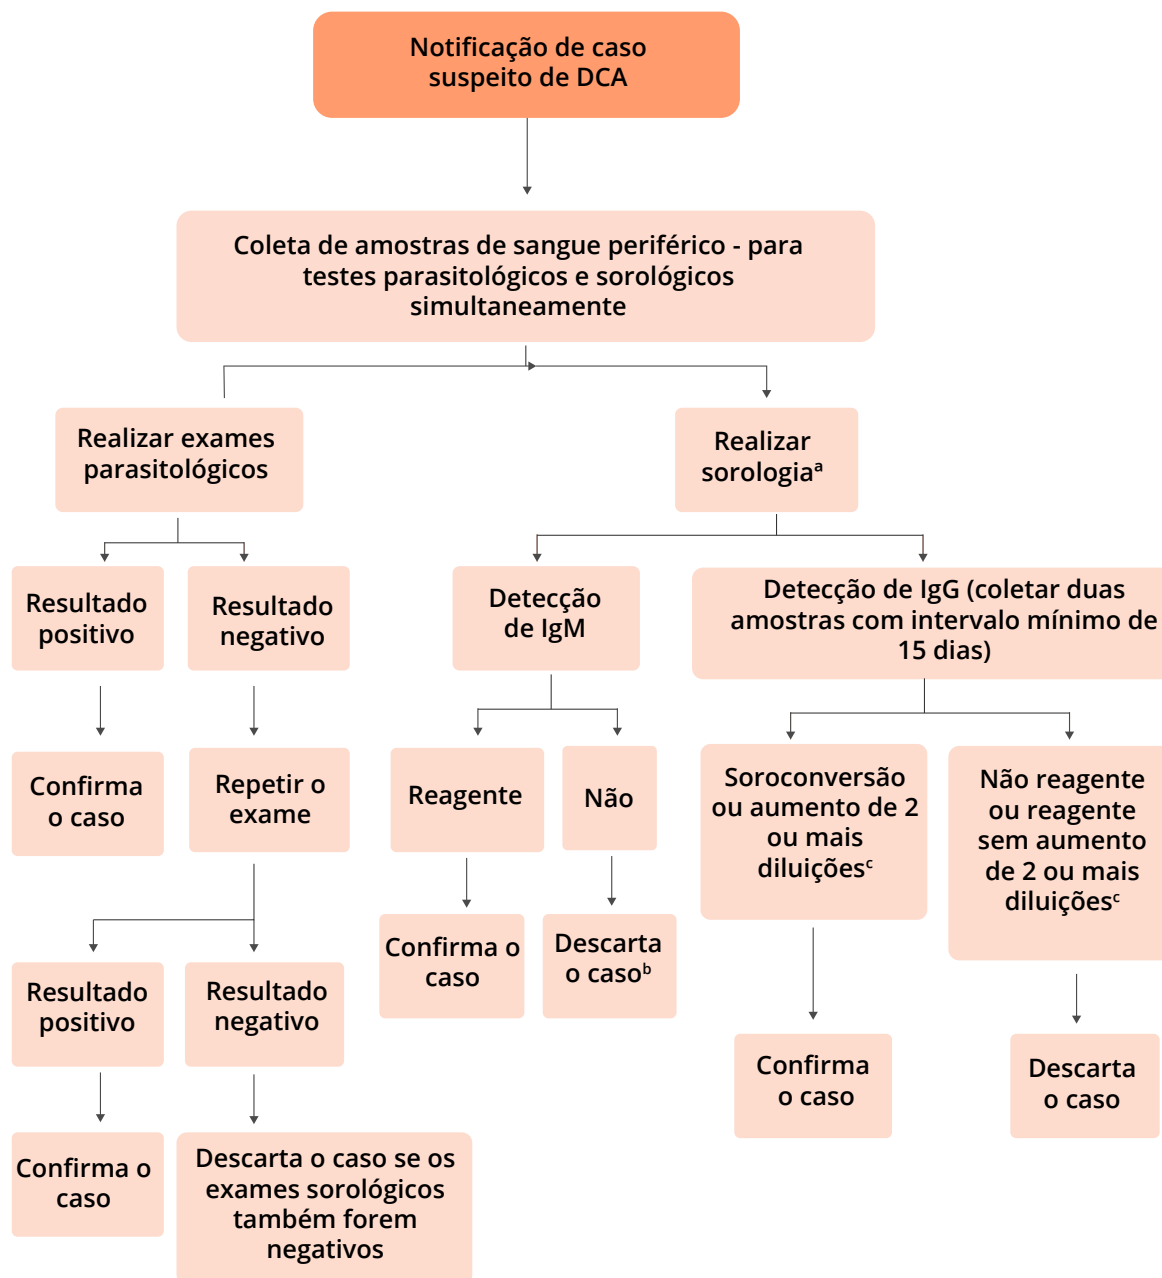 Notificação de caso
suspeito de DCA
Coleta de amostras de sangue periférico - para
testes parasitológicos e sorológicos
simultaneamente
Realizar exames
parasitológicos
Realizar
sorologiaᵃ
Resultado
positivo
Resultado
negativo
Detecção
de IgM
Detecção de IgG (coletar duas
amostras com intervalo mínimo de
15 dias)
Confirma
o caso
Repetir o
exame
Reagente
Não
Soroconversão
ou aumento de 2
ou mais
diluiçõesᶜ
Não reagente
ou reagente
sem aumento
de 2 ou mais
diluiçõesᶜ
Resultado
positivo
Resultado
negativo
Confirma o
caso
Descarta
o casoᵇ
Confirma
o caso
Descarta
o caso
Confirma o
caso
Descarta o caso se os
exames sorológicos
também forem
negativos